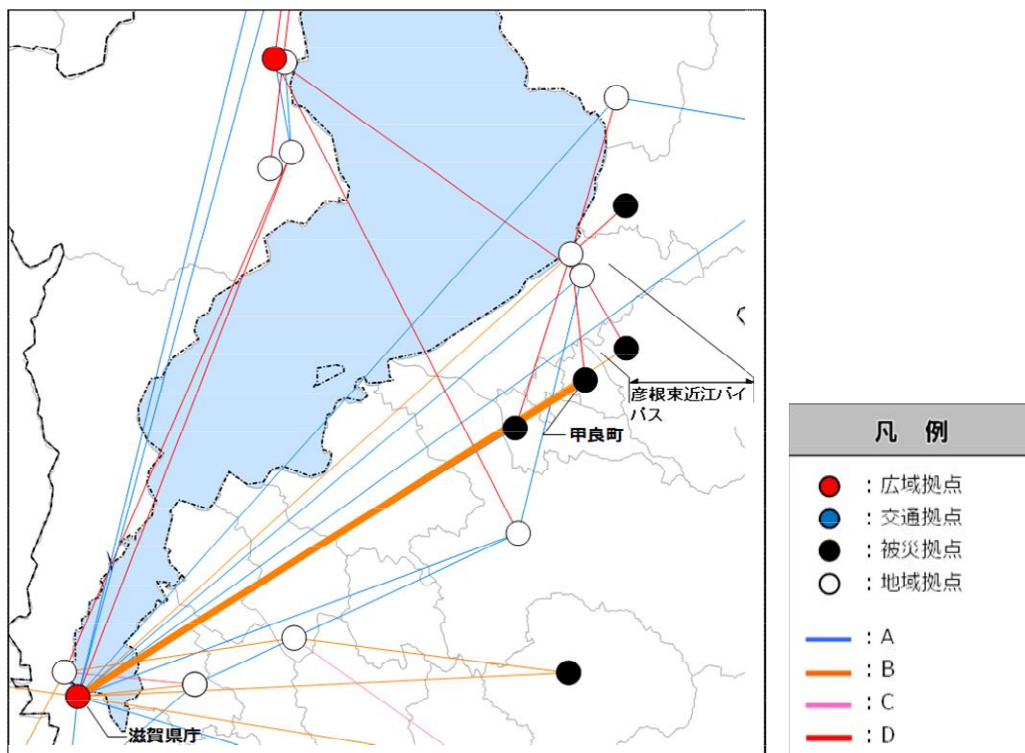 彦根東近江バイ
パス
甲良町
滋賀県庁
凡 例
：広域拠点
：交通拠点
：被災拠点
：地域拠点
：A
：B
：C
：D